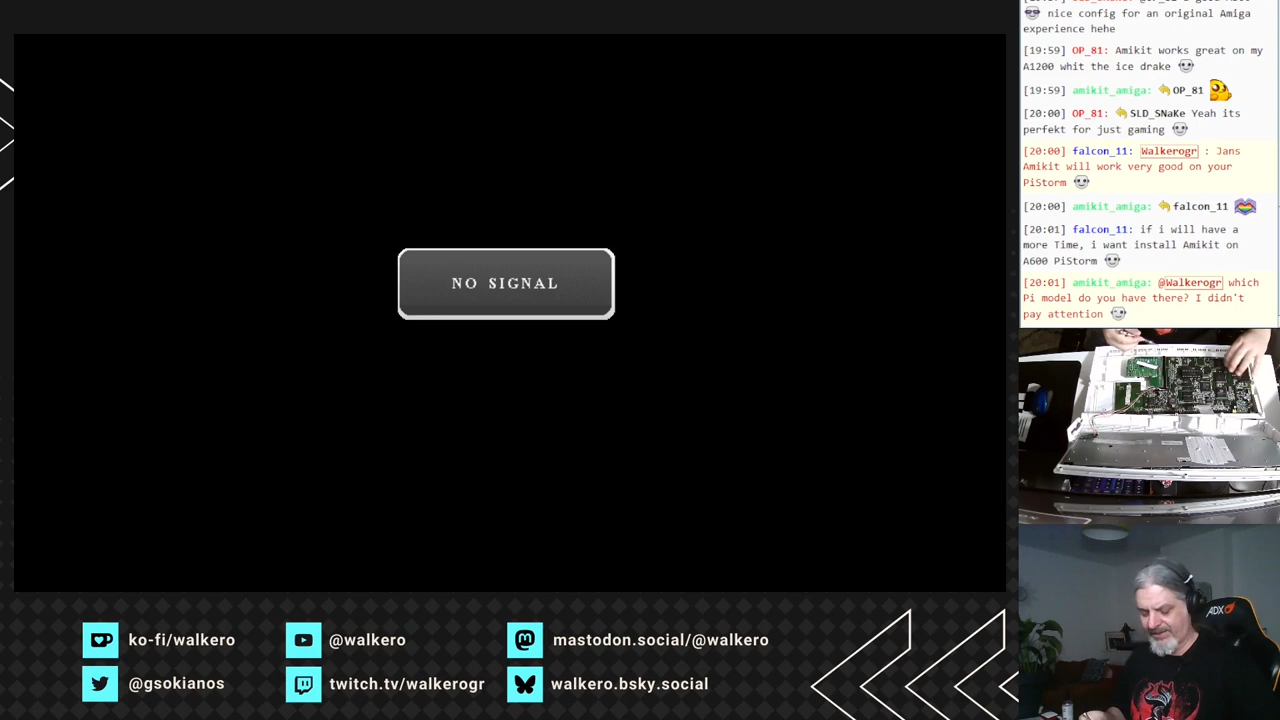 nice config for an original Amiga
experience hehe
[19:59] OP_81: Amikit works great on my
A1200 whit the ice drake
[19:59] amikit_amiga: OP_81
[20:00] OP_81: SLD_SNaKe Yeah its
perfekt for just gaming
[20:00] falcon_11: Walkerogr : Jans
Amikit will work very good on your
PiStorm
[20:00] amikit_amiga: falcon_11
[20:01] falcon_11: if i will have a
more Time, i want install Amikit on
A600 PiStorm
[20:01] amikit_amiga: @Walkerogr which
Pi model do you have there? I didn't
pay attention
NO SIGNAL
ADX
ko-fi/walkero
@walkero
mastodon.social/@walkero
@gsokianos
twitch.tv/walkerogr
walkero.bsky.social